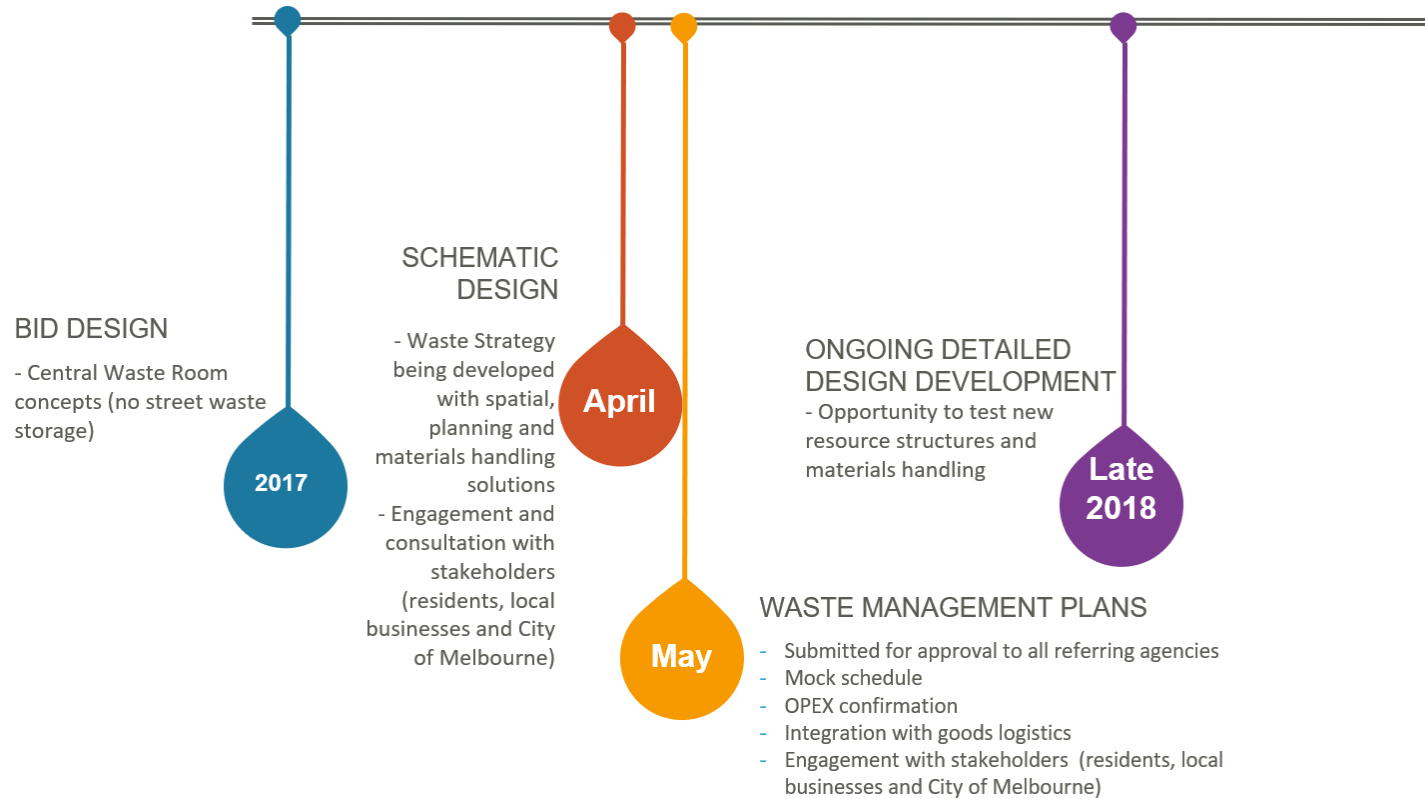 BID DESIGN
- Central Waste Room
concepts (no street waste
storage)
2017
SCHEMATIC
DESIGN
- Waste Strategy
being developed
with spatial,
planning and
materials handling
solutions
- Engagement and
consultation with
stakeholders
(residents, local
businesses and City
of Melbourne)
April
May
WASTE MANAGEMENT PLANS
- Submitted for approval to all referring agencies
- Mock schedule
- OPEX confirmation
- Integration with goods logistics
- Engagement with stakeholders (residents, local
businesses and City of Melbourne)
ONGOING DETAILED
DESIGN DEVELOPMENT
- Opportunity to test new
resource structures and
materials handling
Late
2018